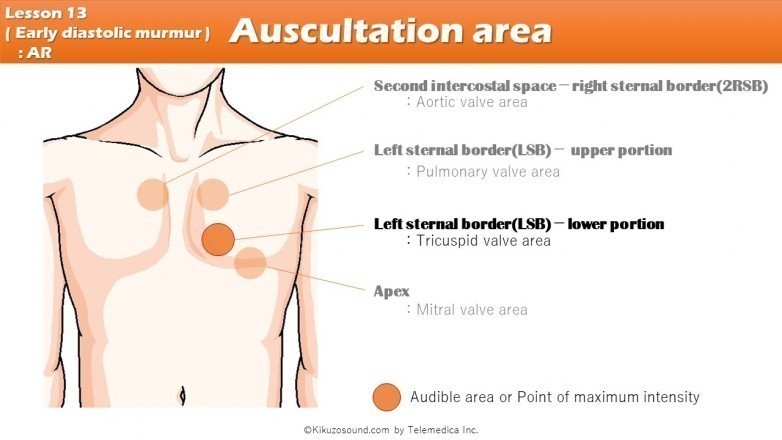 Lesson 13
( Early diastolic murmur )
: AR
Auscultation area
Second intercostal space－right sternal border(2RSB)
：Aortic valve area
Left sternal border(LSB)－ upper portion
：Pulmonary valve area
Left sternal border(LSB)－lower portion
：Tricuspid valve area
Apex
：Mitral valve area
Audible area or Point of maximum intensity
©Kikuzosound.com by Telemedica Inc.